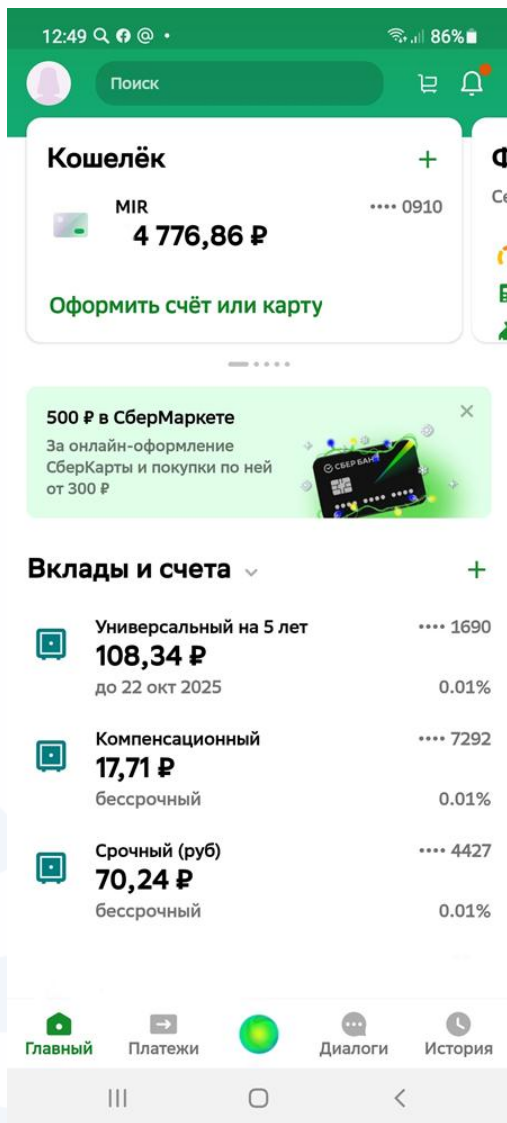 12:49
86%
Поиск
Кошелёк +
MIR •••• 0910
4 776,86 ₽
Оформить счёт или карту
500 ₽ в СберМаркете
За онлайн-оформление
СберКарты и покупки по ней
от 300 ₽
СБЕР БАНК
Вклады и счета +
Универсальный на 5 лет •••• 1690
108,34 ₽
до 22 окт 2025 0.01%
Компенсационный •••• 7292
17,71 ₽
бессрочный 0.01%
Срочный (руб) •••• 4427
70,24 ₽
бессрочный 0.01%
Главный Платежи Диалоги История